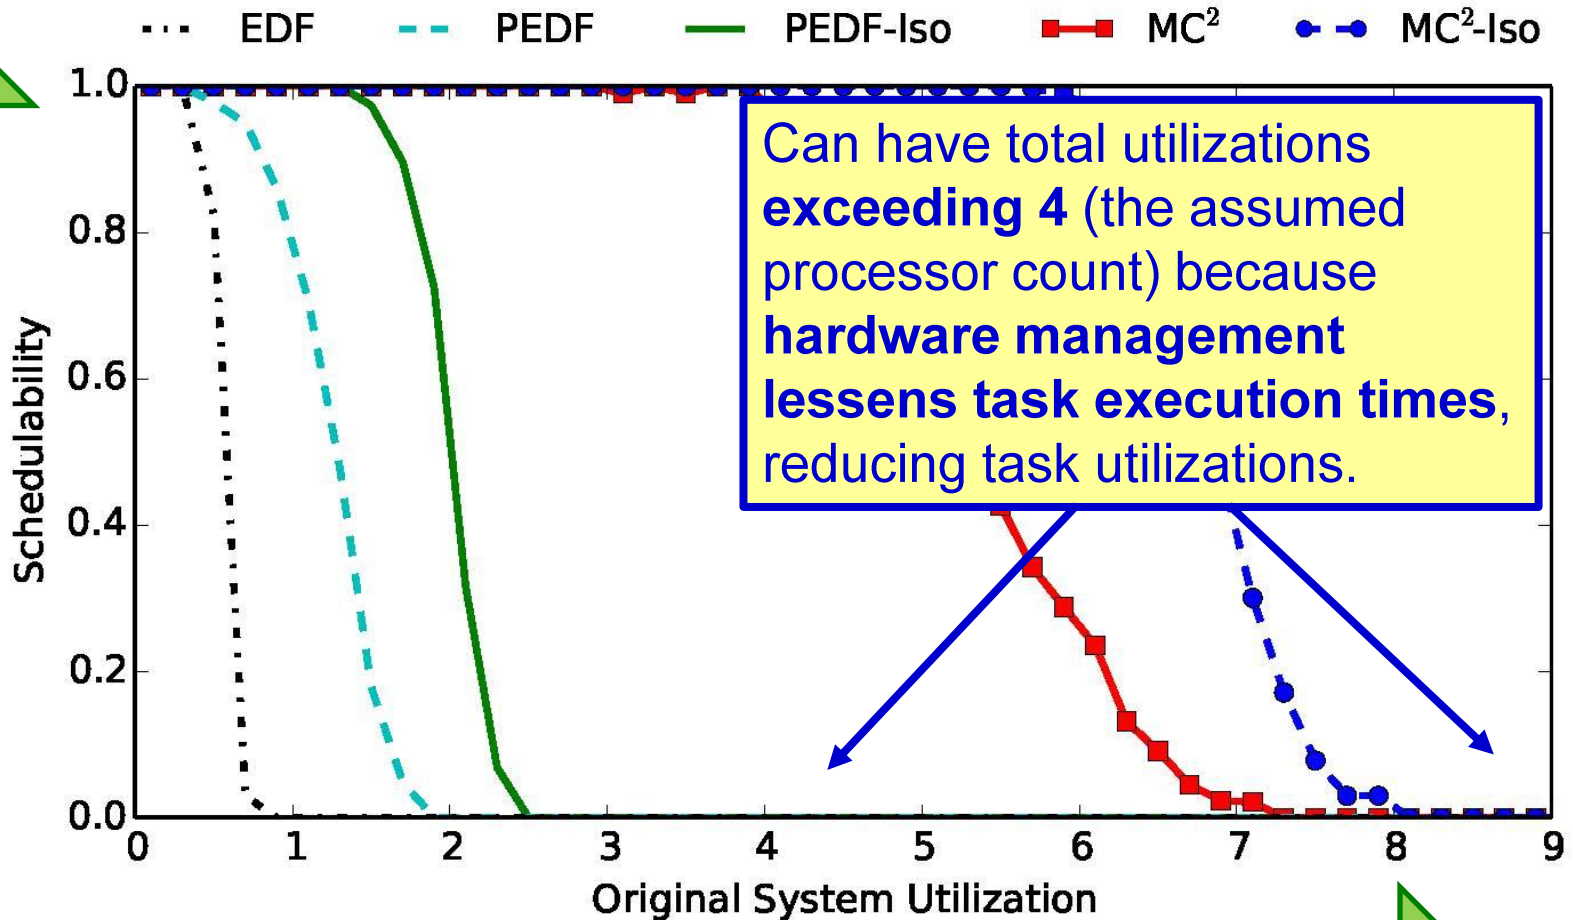 EDF PEDF PEDF-Iso MC² MC²-Iso
1.0
0.8
0.6
0.4
0.2
0.0
Schedulability
Can have total utilizations
exceeding 4 (the assumed
processor count) because
hardware management
lessens task execution times,
reducing task utilizations.
0 1 2 3 4 5 6 7 8 9
Original System Utilization